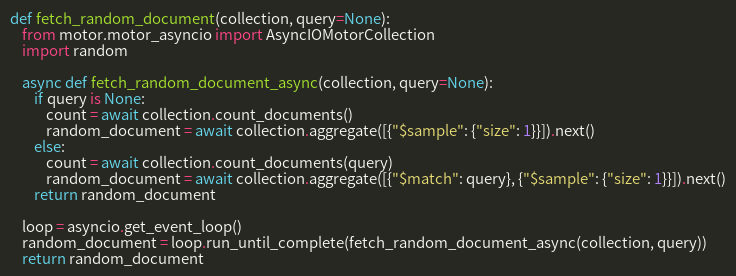 def fetch_random_document(collection, query=None):
    from motor.motor_asyncio import AsyncIOMotorCollection
    import random

    async def fetch_random_document_async(collection, query=None):
        if query is None:
            count = await collection.count_documents()
            random_document = await collection.aggregate([{"$sample": {"size": 1}}]).next()
        else:
            count = await collection.count_documents(query)
            random_document = await collection.aggregate([{"$match": query}, {"$sample": {"size": 1}}]).next()
        return random_document

    loop = asyncio.get_event_loop()
    random_document = loop.run_until_complete(fetch_random_document_async(collection, query))
    return random_document